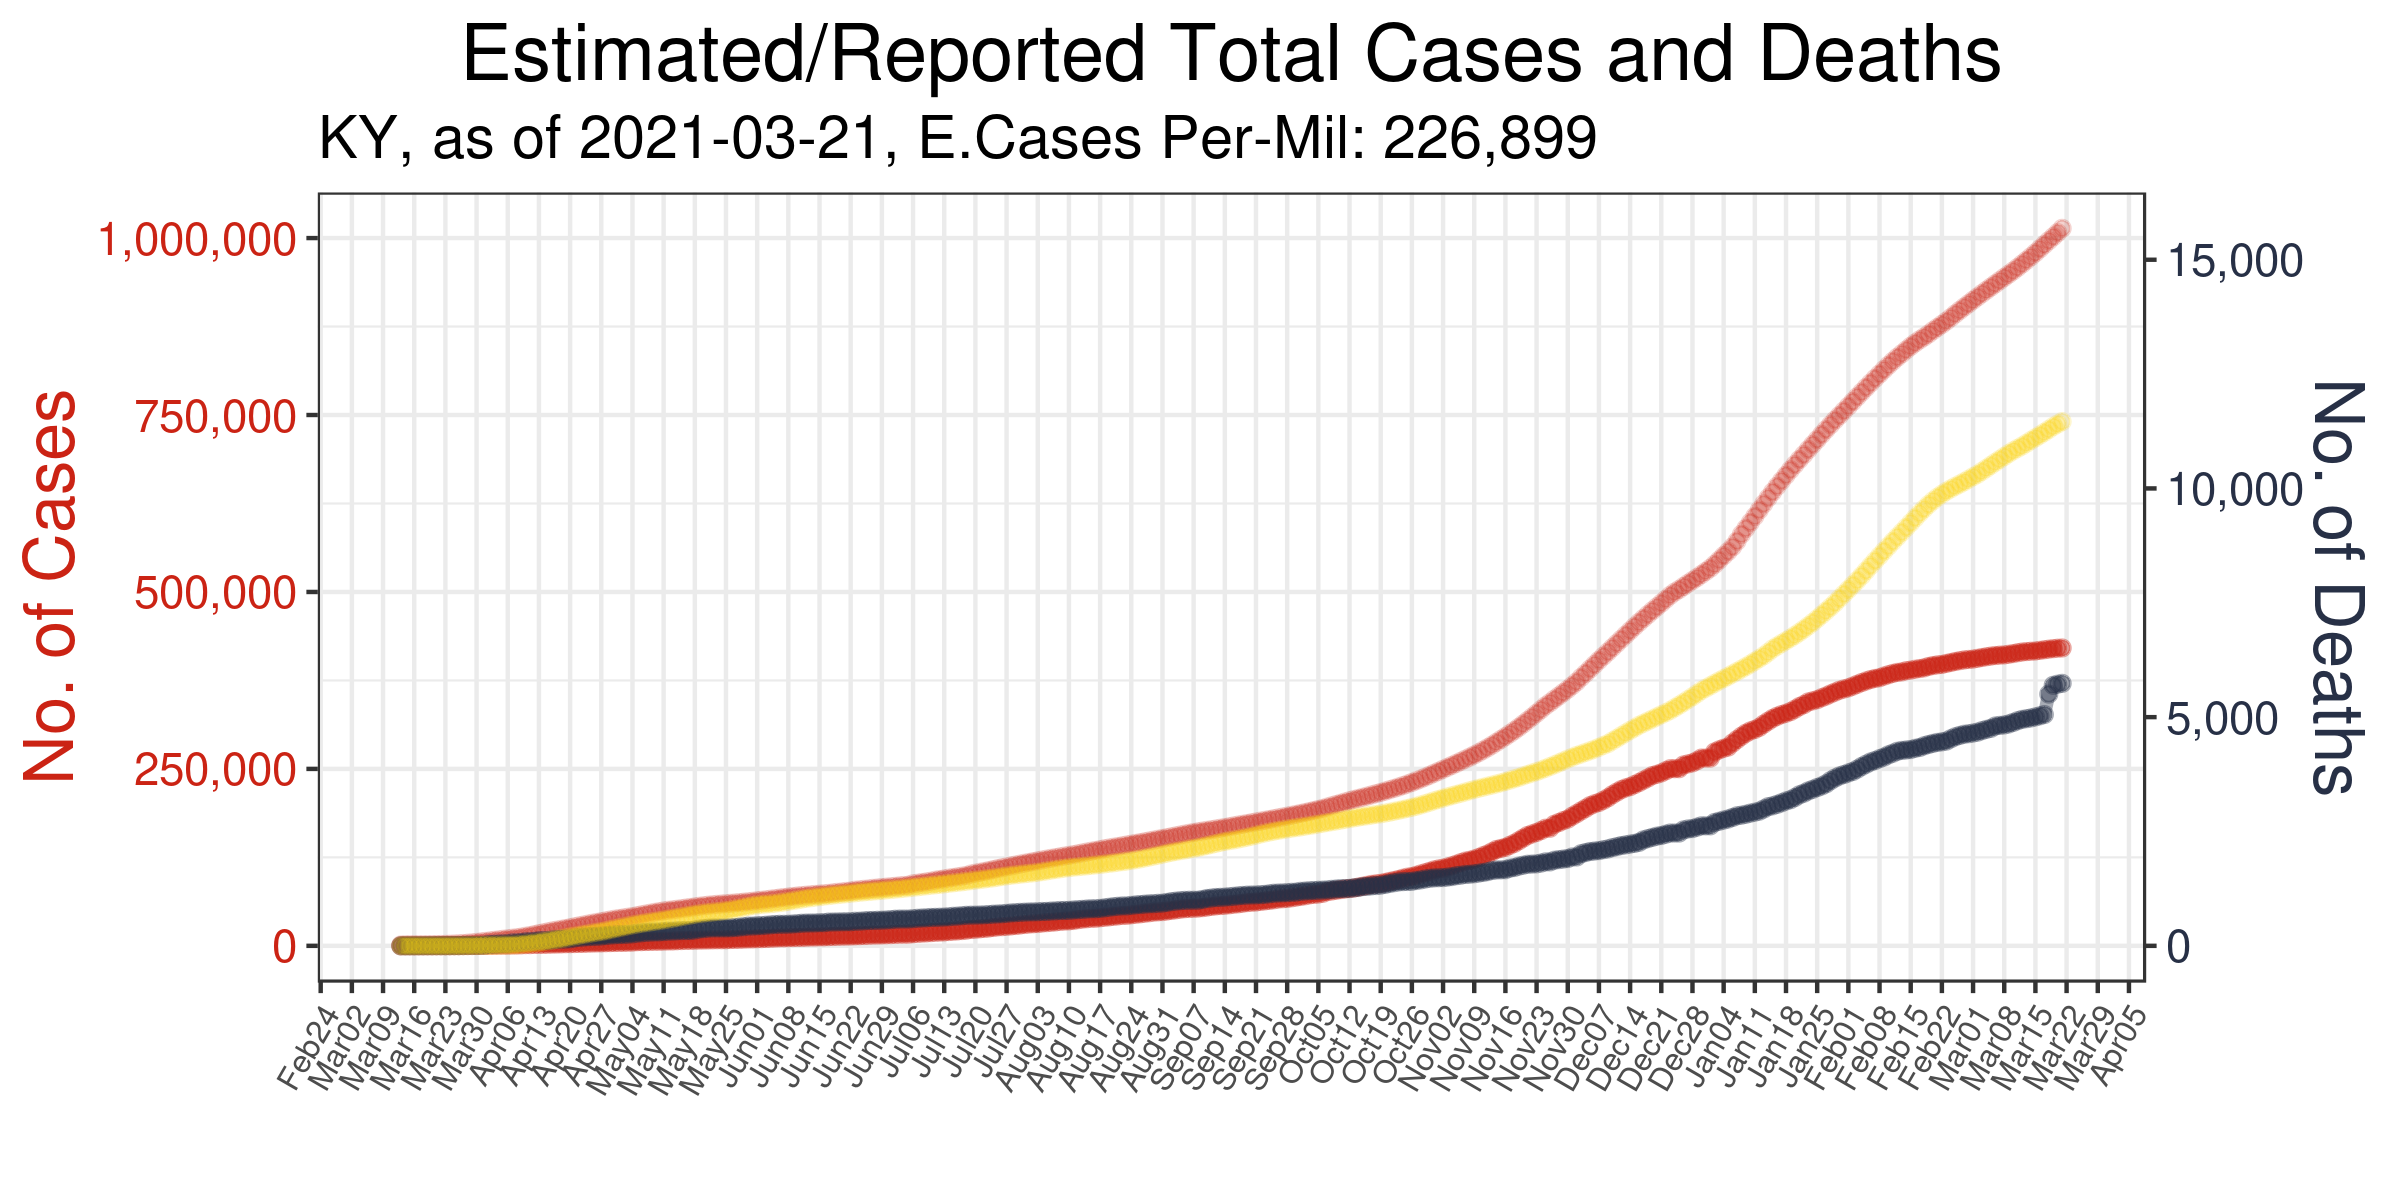 Estimated/Reported Total Cases and Deaths
KY, as of 2021-03-21, E.Cases Per-Mil: 226,899
No. of Cases
1,000,000
750,000
500,000
250,000
0
15,000
10,000
5,000
0
No. of Deaths
Feb24
Mar02
Mar09
Mar16
Mar23
Mar30
Apr06
Apr13
Apr20
Apr27
May04
May11
May18
May25
Jun01
Jun08
Jun15
Jun22
Jun29
Jul06
Jul13
Jul20
Jul27
Aug03
Aug10
Aug17
Aug24
Aug31
Sep07
Sep14
Sep21
Sep28
Oct05
Oct12
Oct19
Oct26
Nov02
Nov09
Nov16
Nov23
Nov30
Dec07
Dec14
Dec21
Dec28
Jan04
Jan11
Jan18
Jan25
Feb01
Feb08
Feb15
Feb22
Mar01
Mar08
Mar15
Mar22
Mar29
Apr05